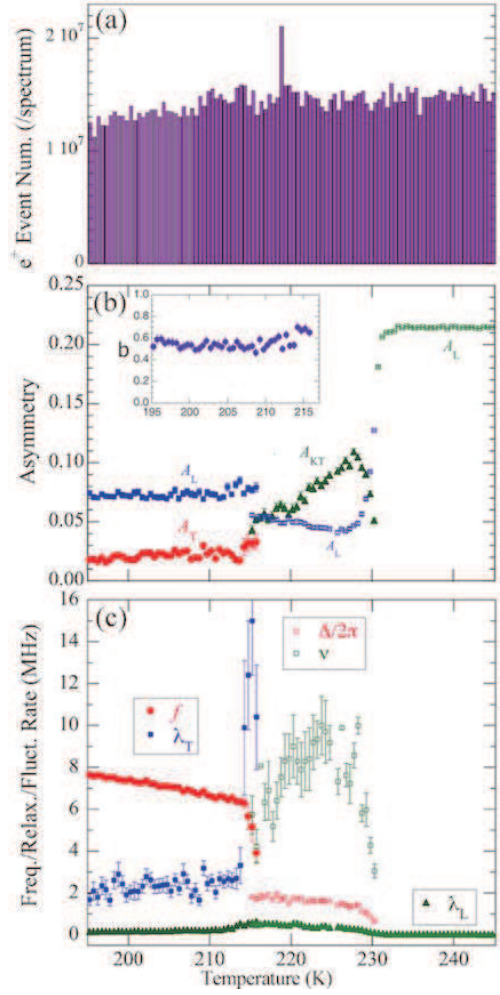 (a)
2 10⁷
1 10⁷
0
e⁺ Event Num. (/spectrum)
(b)
0.25
0.20
0.15
0.10
0.05
0.00
Asymmetry
b
1.0
0.8
0.6
0.4
0.2
0.0
195 200 205 210 215
A_L
A_KT
A_L
A_T
A_L
(c)
16
14
12
10
8
6
4
2
0
Freq./Relax./Fluct. Rate (MHz)
Δ/2π
ν
f
λ_T
λ_L
200 210 220 230 240
Temperature (K)